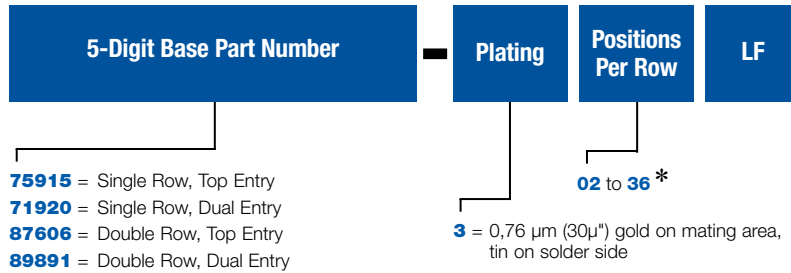 5-Digit Base Part Number - Plating Positions Per Row LF
75915 = Single Row, Top Entry
71920 = Single Row, Dual Entry
87606 = Double Row, Top Entry
89891 = Double Row, Dual Entry
3 = 0,76 µm (30µ") gold on mating area,
tin on solder side
02 to 36 *